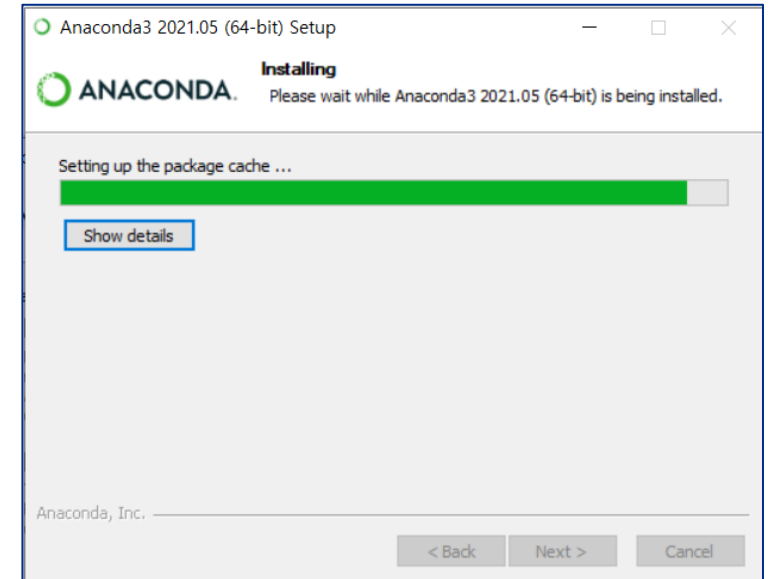 Anaconda3 2021.05 (64-bit) Setup
ANACONDA.
Installing
Please wait while Anaconda3 2021.05 (64-bit) is being installed.
Setting up the package cache ...
Show details
Anaconda, Inc.
< Back
Next >
Cancel